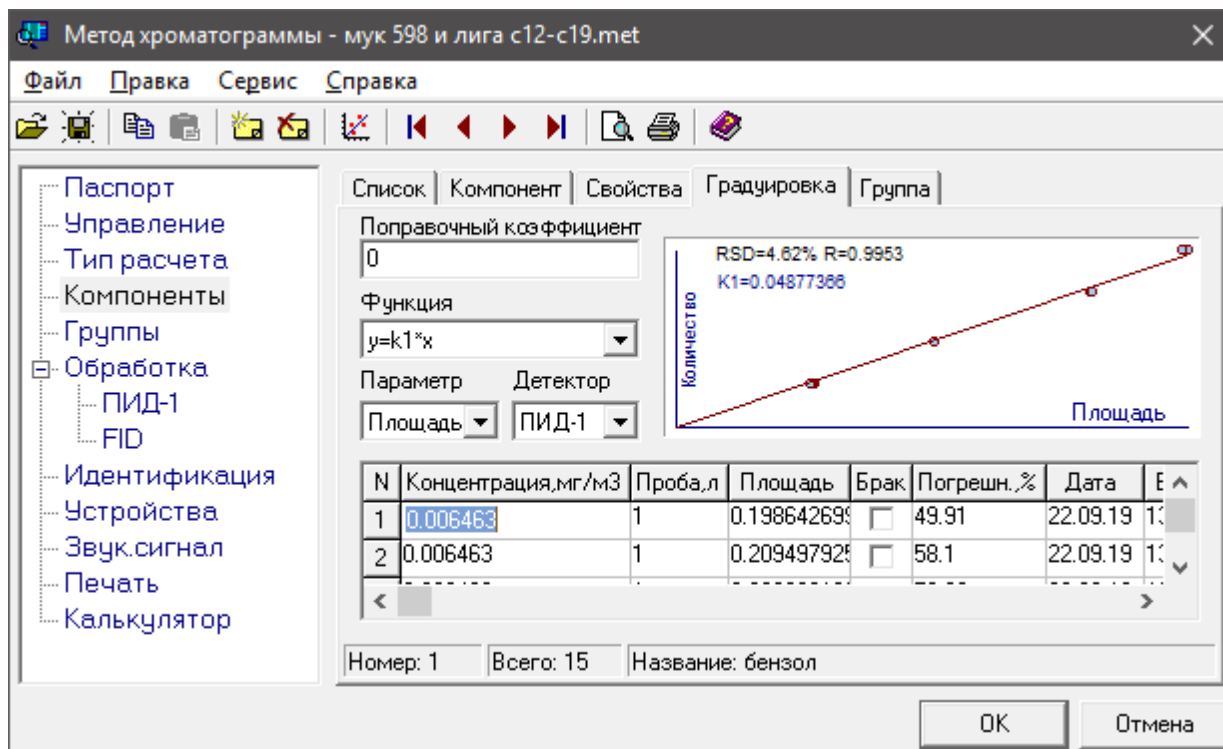 Метод хроматограммы - мук 598 и лига с12-с19.met
Файл Правка Сервис Справка
Паспорт
Управление
Тип расчета
Компоненты
Группы
Обработка
ПИД-1
FID
Идентификация
Устройства
Звук.сигнал
Печать
Калькулятор
Список Компонент Свойства Градуировка Группа
Поправочный коэффициент
0
Функция
y=k1*x
Параметр Детектор
Площадь ПИД-1
RSD=4.62% R=0.9953
K1=0.04877366
Количество
Площадь
N Концентрация,мг/м3 Проба,л Площадь Брак Погрешн.,% Дата
1 0.006463 1 0.198642699 49.91 22.09.19
2 0.006463 1 0.209497925 58.1 22.09.19
Номер: 1 Всего: 15 Название: бензол
OK Отмена